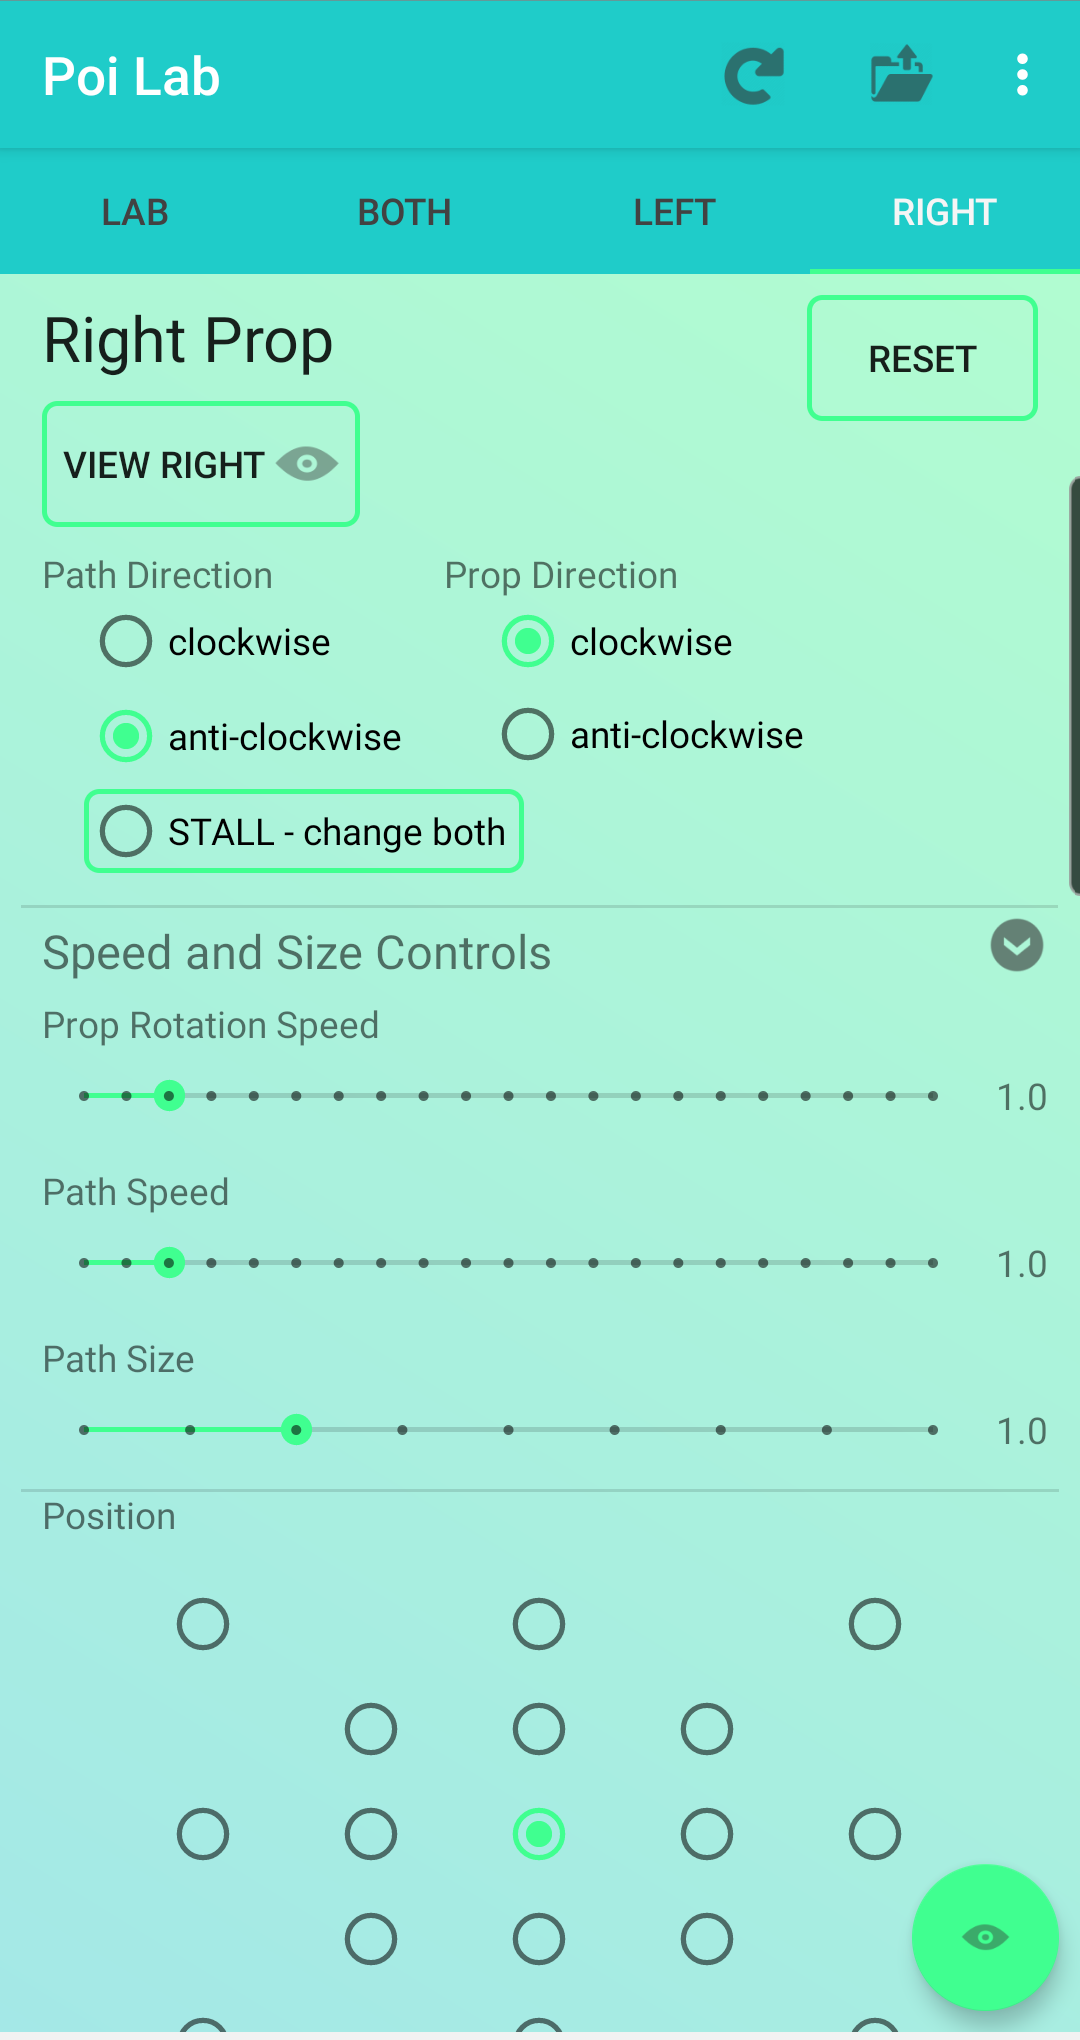 Poi Lab
LAB BOTH LEFT RIGHT
Right Prop
RESET
VIEW RIGHT
Path Direction Prop Direction
clockwise clockwise
anti-clockwise anti-clockwise
STALL - change both
Speed and Size Controls
Prop Rotation Speed
1.0
Path Speed
1.0
Path Size
1.0
Position